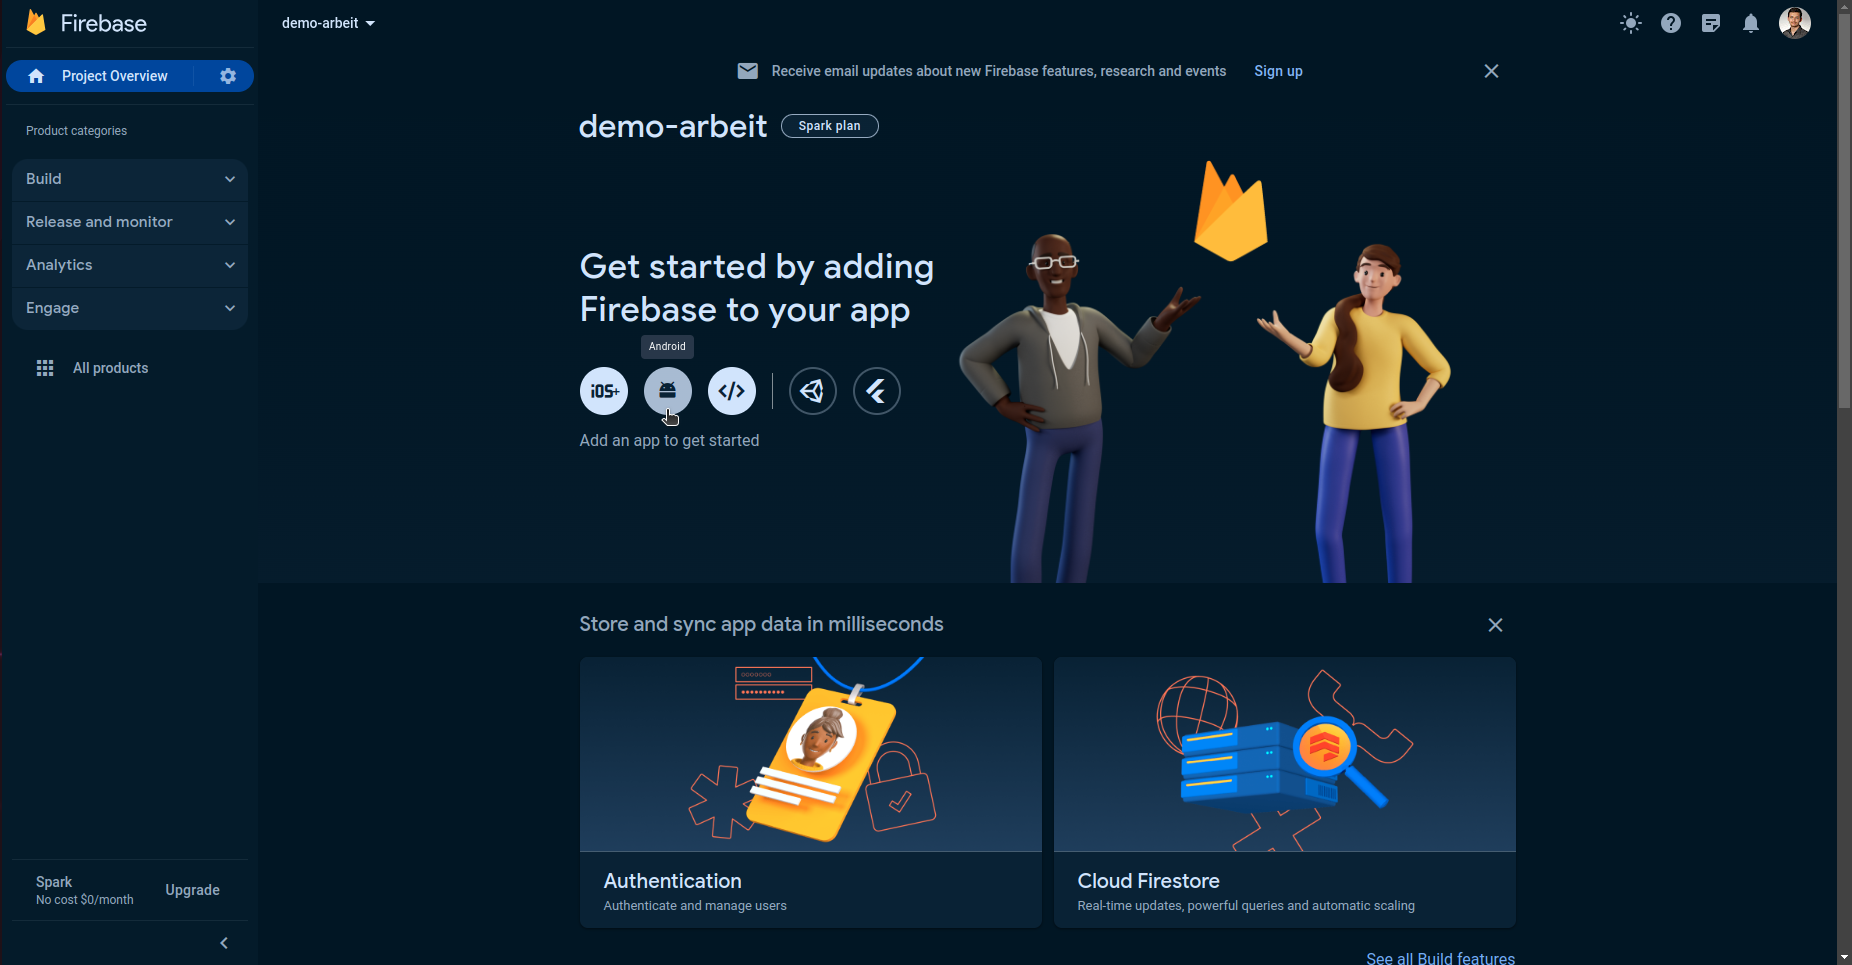 Firebase
demo-arbeit
Project Overview
Receive email updates about new Firebase features, research and events
Sign up
Product categories
Build
Release and monitor
Analytics
Engage
All products
demo-arbeit
Spark plan
Get started by adding
Firebase to your app
Android
iOS+
</>
Add an app to get started
Store and sync app data in milliseconds
Authentication
Authenticate and manage users
Cloud Firestore
Real-time updates, powerful queries and automatic scaling
See all Build features
Spark
No cost $0/month
Upgrade